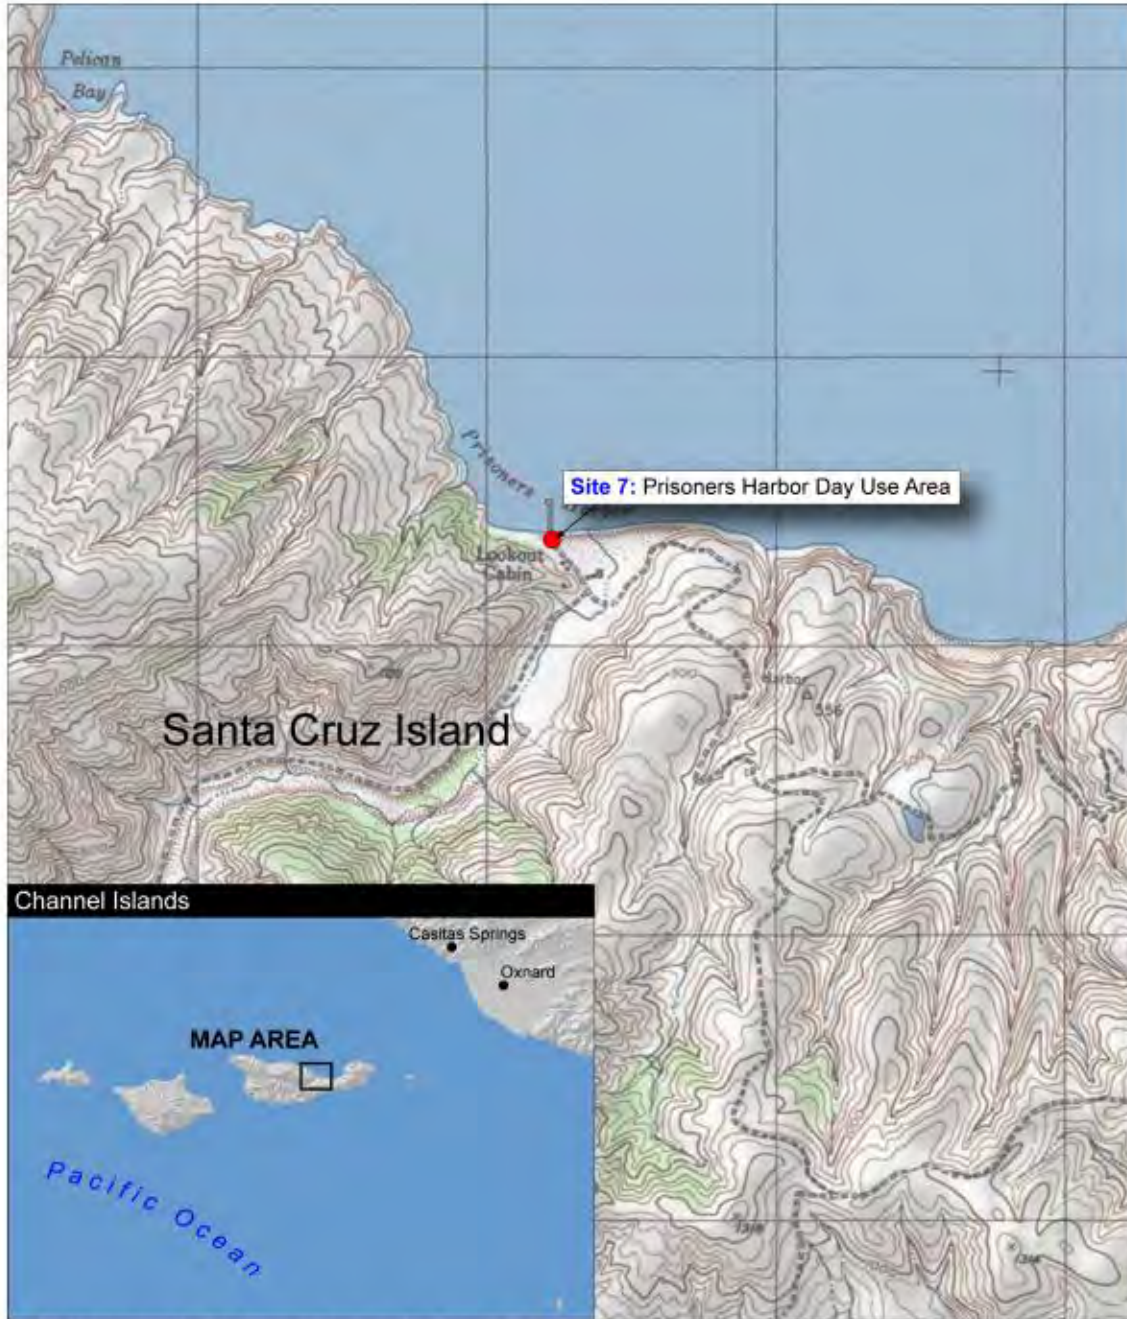 Pelican
Bay
Prisoners
Site 7: Prisoners Harbor Day Use Area
Lookout
Cabin
500
Harbor
556
Santa Cruz Island
Channel Islands
Casitas Springs
Oxnard
MAP AREA
Pacific Ocean